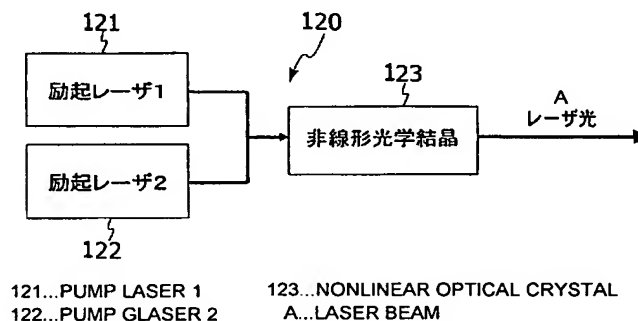 121
120
励起レーザ1
123
非線形光学結晶
A
レーザ光
励起レーザ2
122
121...PUMP LASER 1
122...PUMP GLASER 2
123...NONLINEAR OPTICAL CRYSTAL
A...LASER BEAM